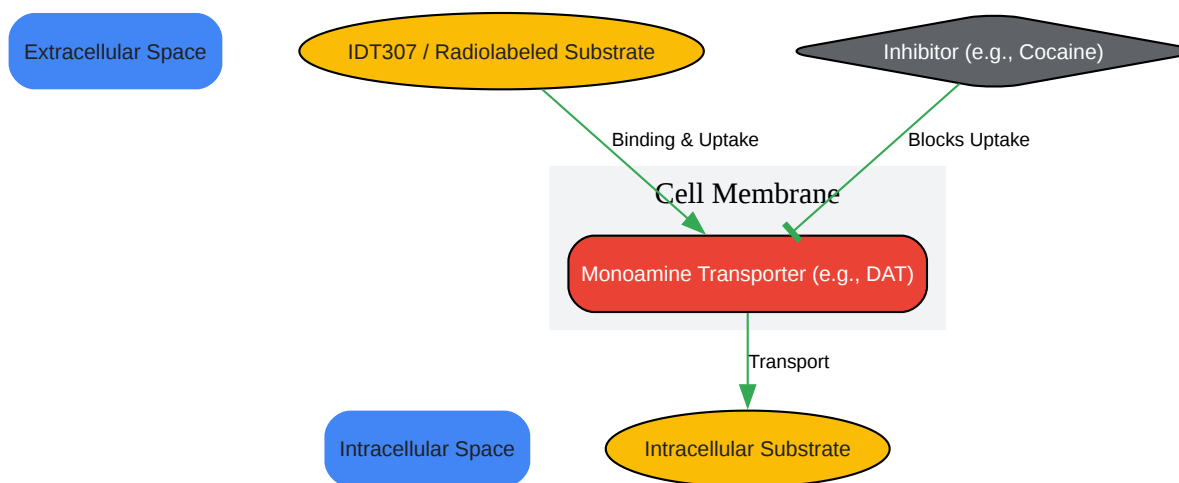 Extracellular Space
IDT307 / Radiolabeled Substrate
Inhibitor (e.g., Cocaine)
Binding & Uptake
Blocks Uptake
Cell Membrane
Monoamine Transporter (e.g., DAT)
Transport
Intracellular Space
Intracellular Substrate